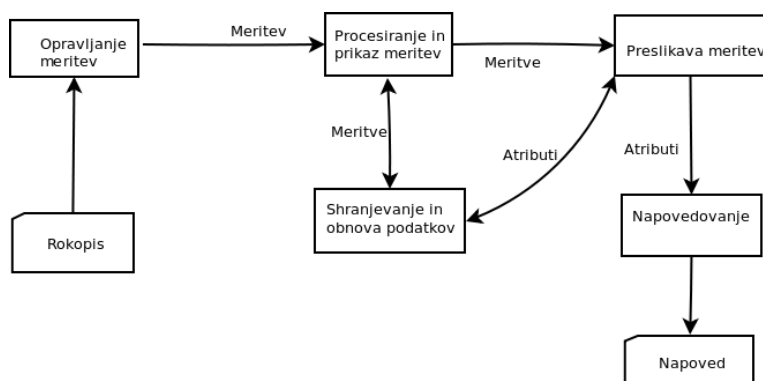 Opravljanje
meritev
Meritev
Procesiranje in
prikaz meritev
Meritve
Preslikava meritev
Meritve
Atributi
Atributi
Shranjevanje in
obnova podatkov
Napovedovanje
Rokopis
Napoved